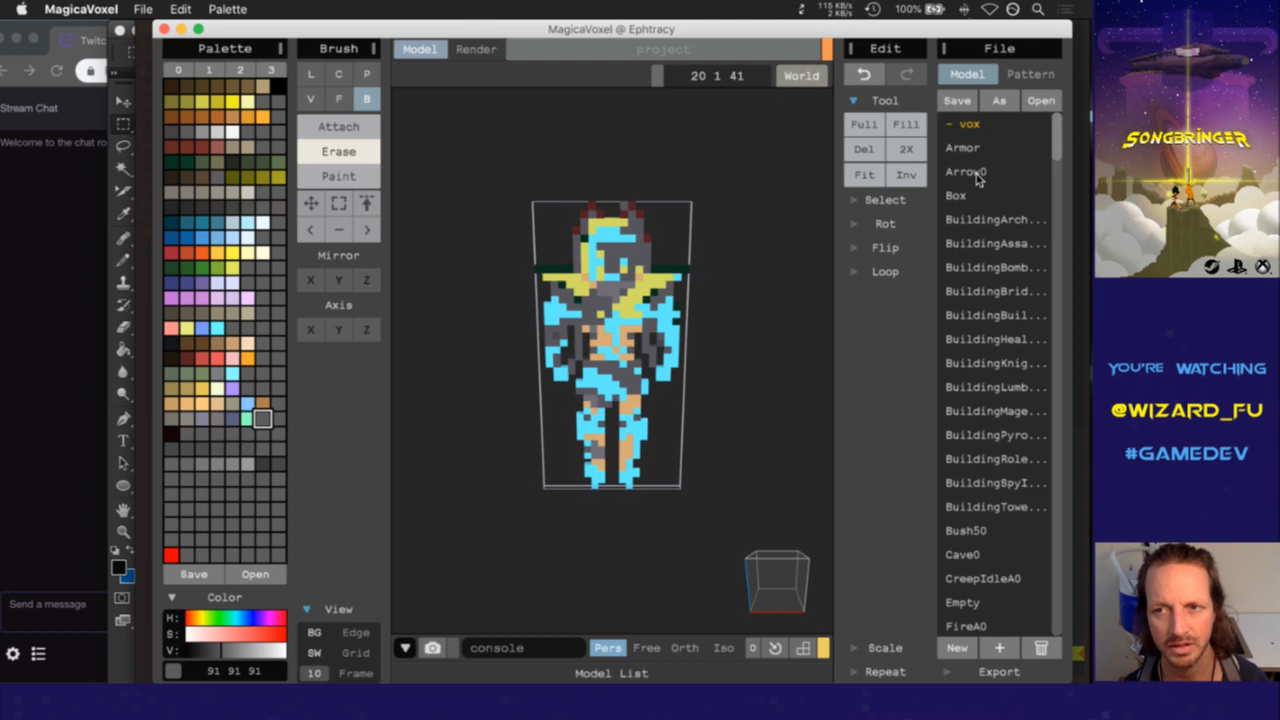 MagicaVoxel File Edit Palette
115 KB/s
2 KB/s
100%
MagicaVoxel @ Ephtracy
Twitc
Stream Chat
Welcome to the chat ro
Send a message
Palette
0 1 2 3
Save Open
Color
H:
S:
V:
91 91 91
Brush
L C P
V F B
Attach
Erase
Paint
Mirror
X Y Z
Axis
X Y Z
View
BG Edge
SW Grid
10 Frame
Model Render project
20 1 41 World
console Pers Free Orth Iso 0
Model List
Edit
Tool
Full Fill
Del 2X
Fit Inv
Select
Rot
Flip
Loop
Scale
Repeat
File
Model Pattern
Save As Open
- vox
Armor
Arrow0
Box
BuildingArch...
BuildingAssa...
BuildingBomb...
BuildingBrid...
BuildingBuil...
BuildingHeal...
BuildingKnig...
BuildingLumb...
BuildingMage...
BuildingPyro...
BuildingRole...
BuildingSpyI...
BuildingTowe...
Bush50
Cave0
CreepIdleA0
Empty
FireA0
New +
Export
SONGBRINGER
YOU'RE WATCHING
@WIZARD_FU
#GAMEDEV